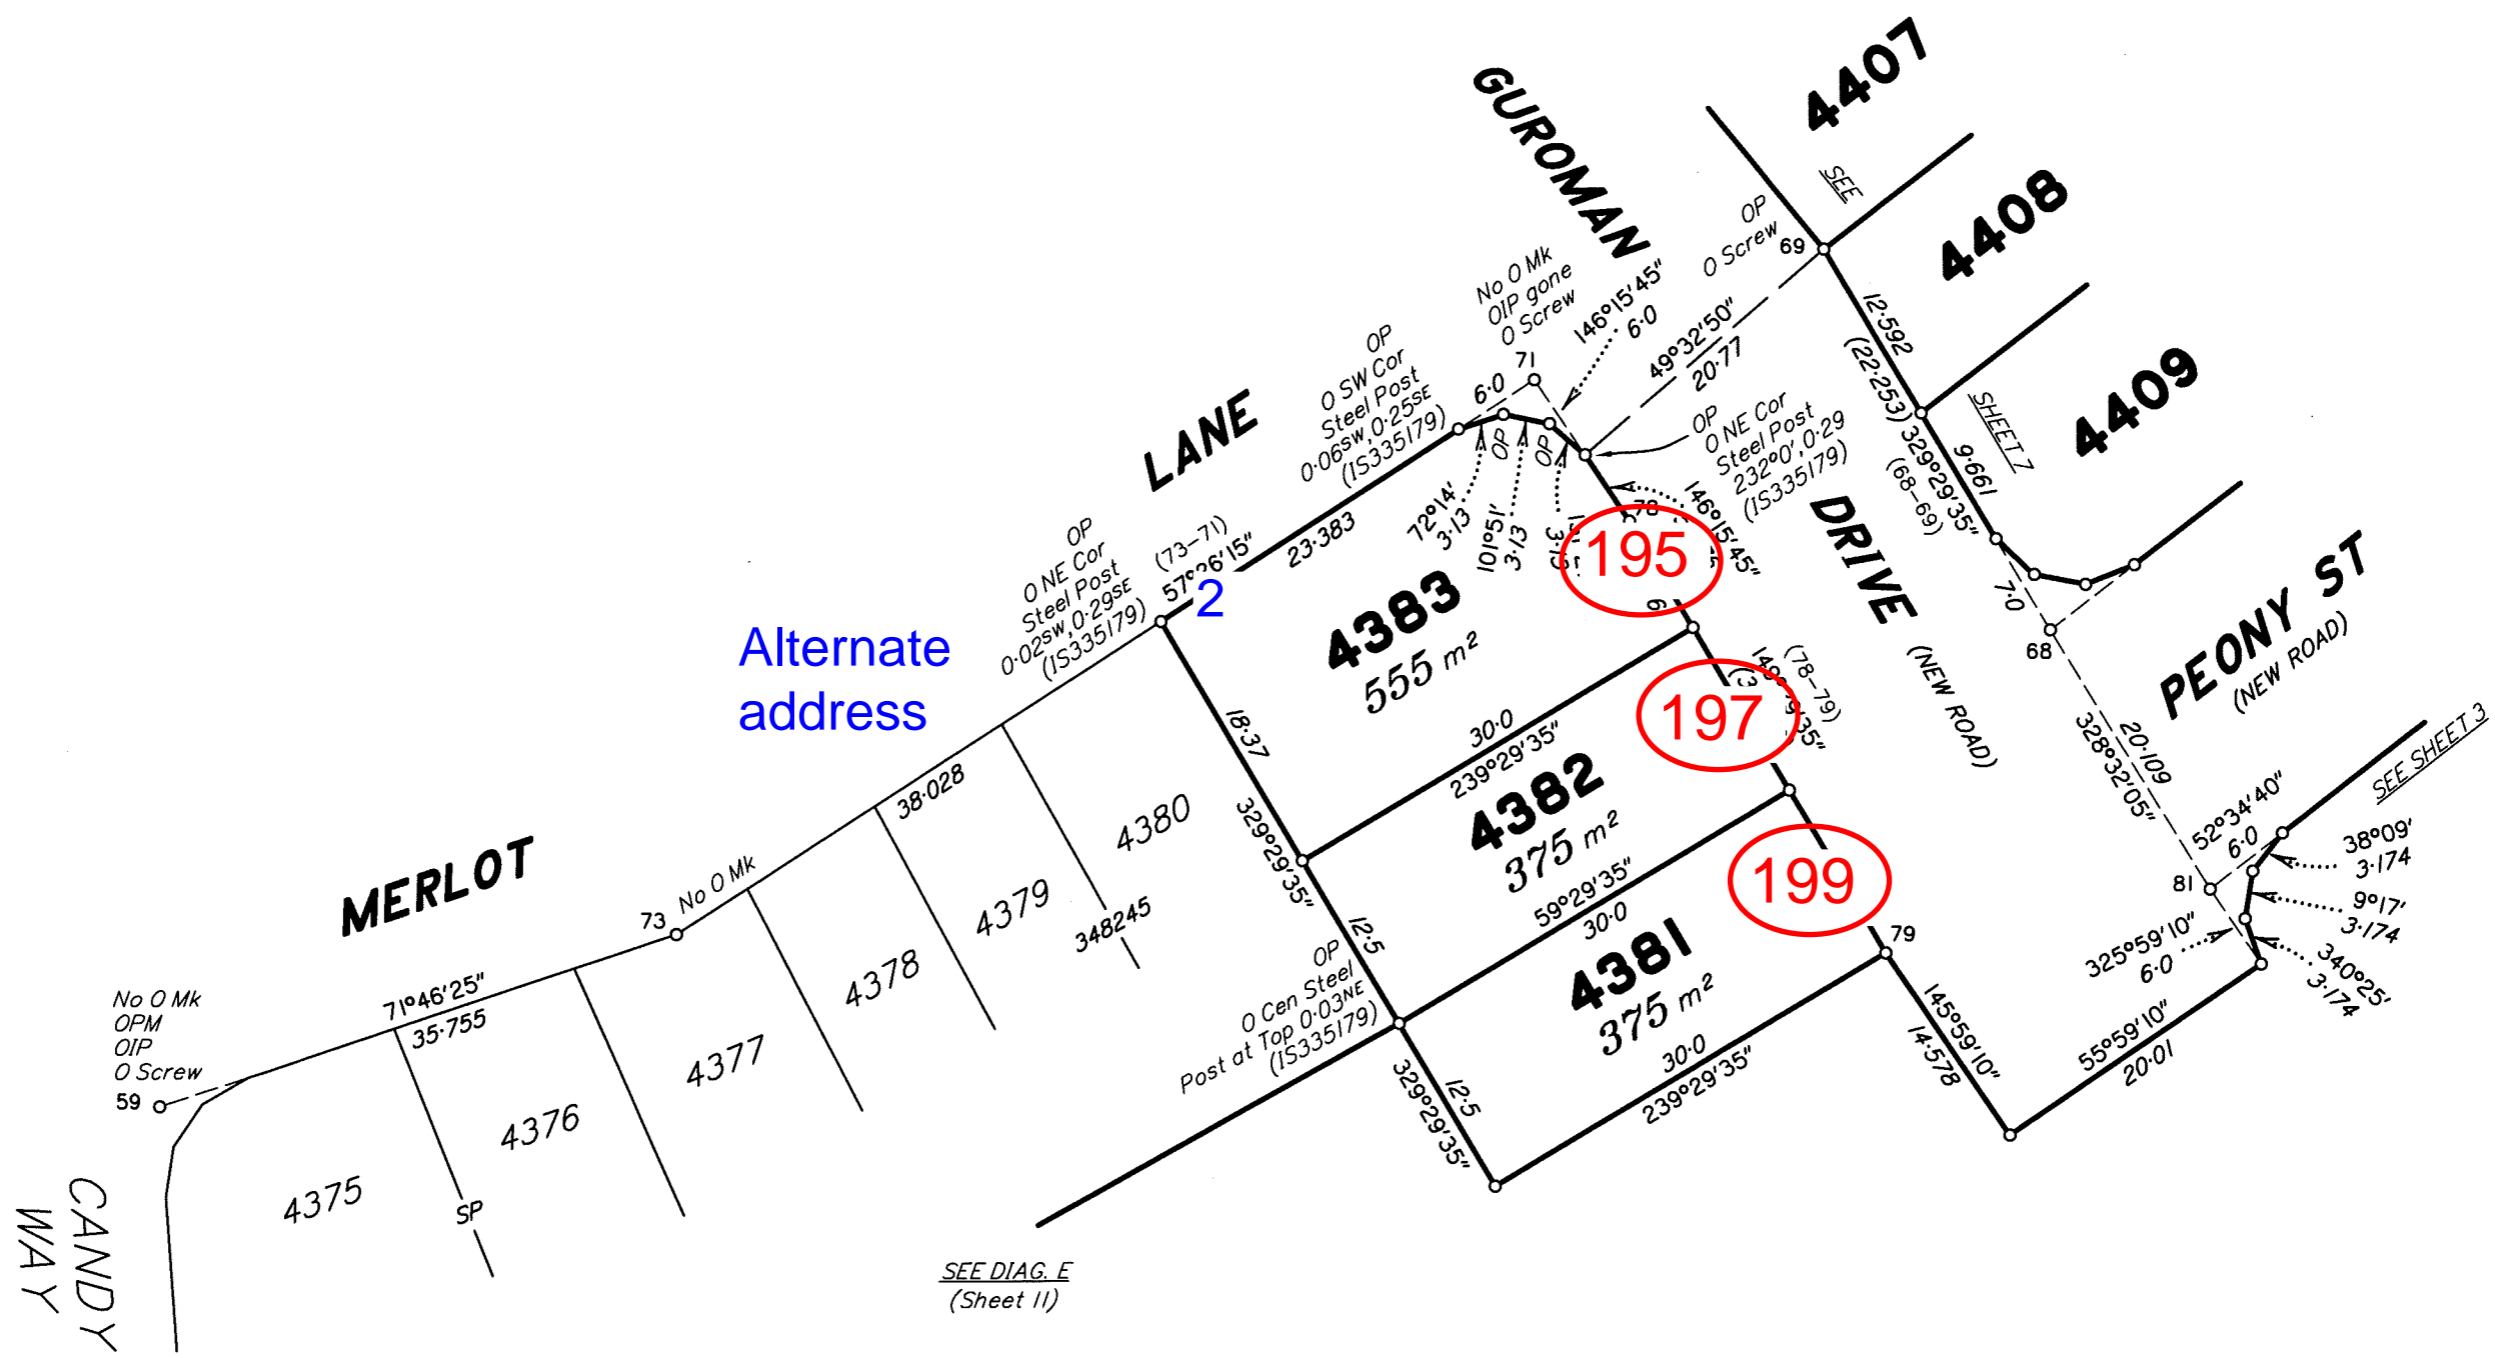 4407
GUROMAN
SEE
4408
OP
O Screw
69
No O Mk
OIP gone
O Screw
71
146°15'45"
6·0
49°32'50"
20·77
12·592
(22·253)
329°29'35"
(68-69)
9·661
SHEET 7
4409
OP
O SW Cor
Steel Post
0·06SW, 0·25SE
(IS335179)
6·0
OP
OP
OP
O NE Cor
Steel Post
232°0', 0·29
(IS335179)
LANE
72°14'
3·13
101°51'
3·13
146°15'45"
23·383
(73-71)
57°26'15"
OP
O NE Cor
Steel Post
0·02SW, 0·29SE
(IS335179)
2
Alternate
address
195
4383
555 m²
DRIVE
(NEW ROAD)
7·0
68
PEONY ST
(NEW ROAD)
20·109
328°32'05"
SEE SHEET 3
(78-79)
197
30·0
239°29'35"
4382
375 m²
18·37
329°29'35"
38·028
4380
52°34'40"
6·0
38°09'
3·174
81
9°17'
3·174
325°59'10"
6·0
340°25'
3·174
199
59°29'35"
30·0
4381
375 m²
79
12·5
MERLOT
73
No O Mk
4379
348245
4378
4377
OP
O Cen Steel
Post at Top 0·03NE
(IS335179)
145°59'10"
14·578
55°59'10"
20·01
30·0
239°29'35"
12·5
329°29'35"
71°46'25"
35·755
No O Mk
OPM
OIP
O Screw
59
4376
4375
SP
CANDY
WAY
SEE DIAG. E
(Sheet 11)